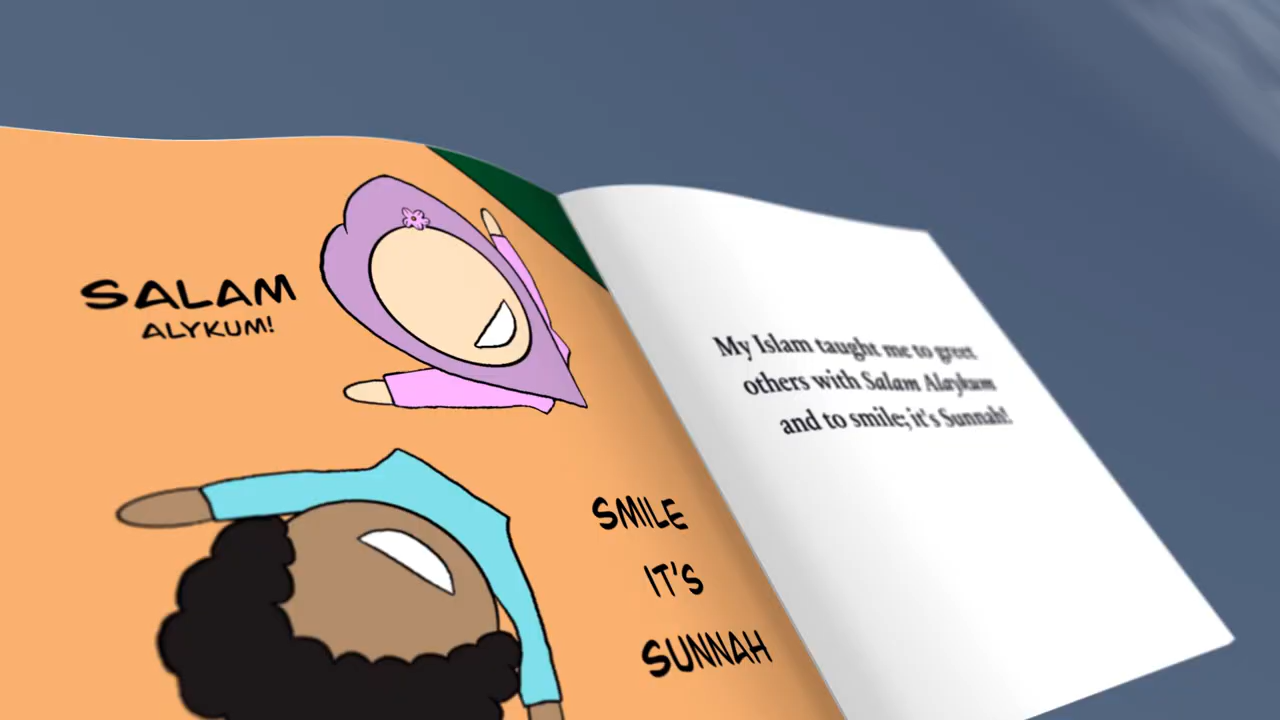 SALAM
ALYKUM!
SMILE
IT'S
SUNNAH
My Islam taught me to greet
others with Salam Alaykum
and to smile; it's Sunnah!